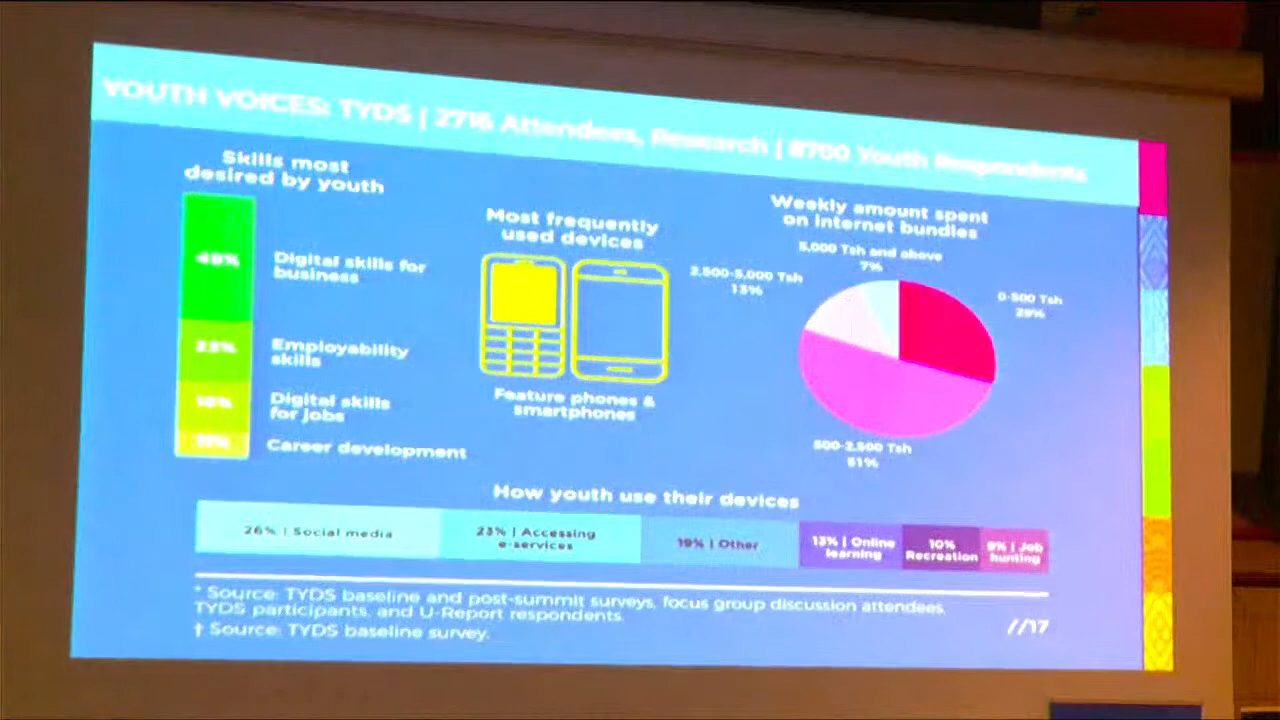 YOUTH VOICES: TYDS | 2716 Attendees, Research | 8700 Youth Respondents
Skills most
desired by youth
48%
Digital skills for
business
23%
Employability
skills
18%
Digital skills
for jobs
11%
Career development
Most frequently
used devices
Feature phones &
smartphones
Weekly amount spent
on internet bundles
5,000 Tsh and above
7%
2,500-5,000 Tsh
13%
0-500 Tsh
29%
500-2,500 Tsh
51%
How youth use their devices
26% | Social media
23% | Accessing
e-services
19% | Other
13% | Online
learning
10%
Recreation
9% | Job
hunting
* Source: TYDS baseline and post-summit surveys, focus group discussion attendees,
TYDS participants, and U-Report respondents.
† Source: TYDS baseline survey.
//17